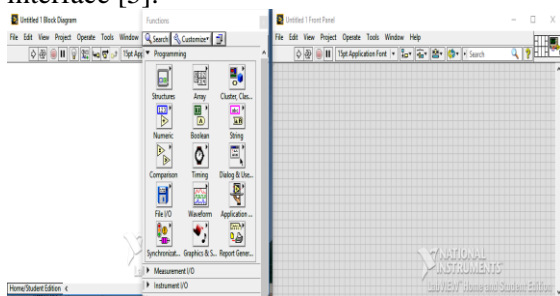 interface [3].
Untitled 1 Block Diagram
File Edit View Project Operate Tools Window
15pt Ap
Functions
Search Customize
Programming
Structures Array Cluster, Clas...
Numeric Boolean String
Comparison Timing Dialog & Use...
File I/O Waveform Application ...
Synchronizat... Graphics & S... Report Gener...
Measurement I/O
Instrument I/O
Home/Student Edition
Untitled 1 Front Panel
File Edit View Project Operate Tools Window Help
15pt Application Font Search
NATIONAL
INSTRUMENTS
LabVIEW Home and Student Edition